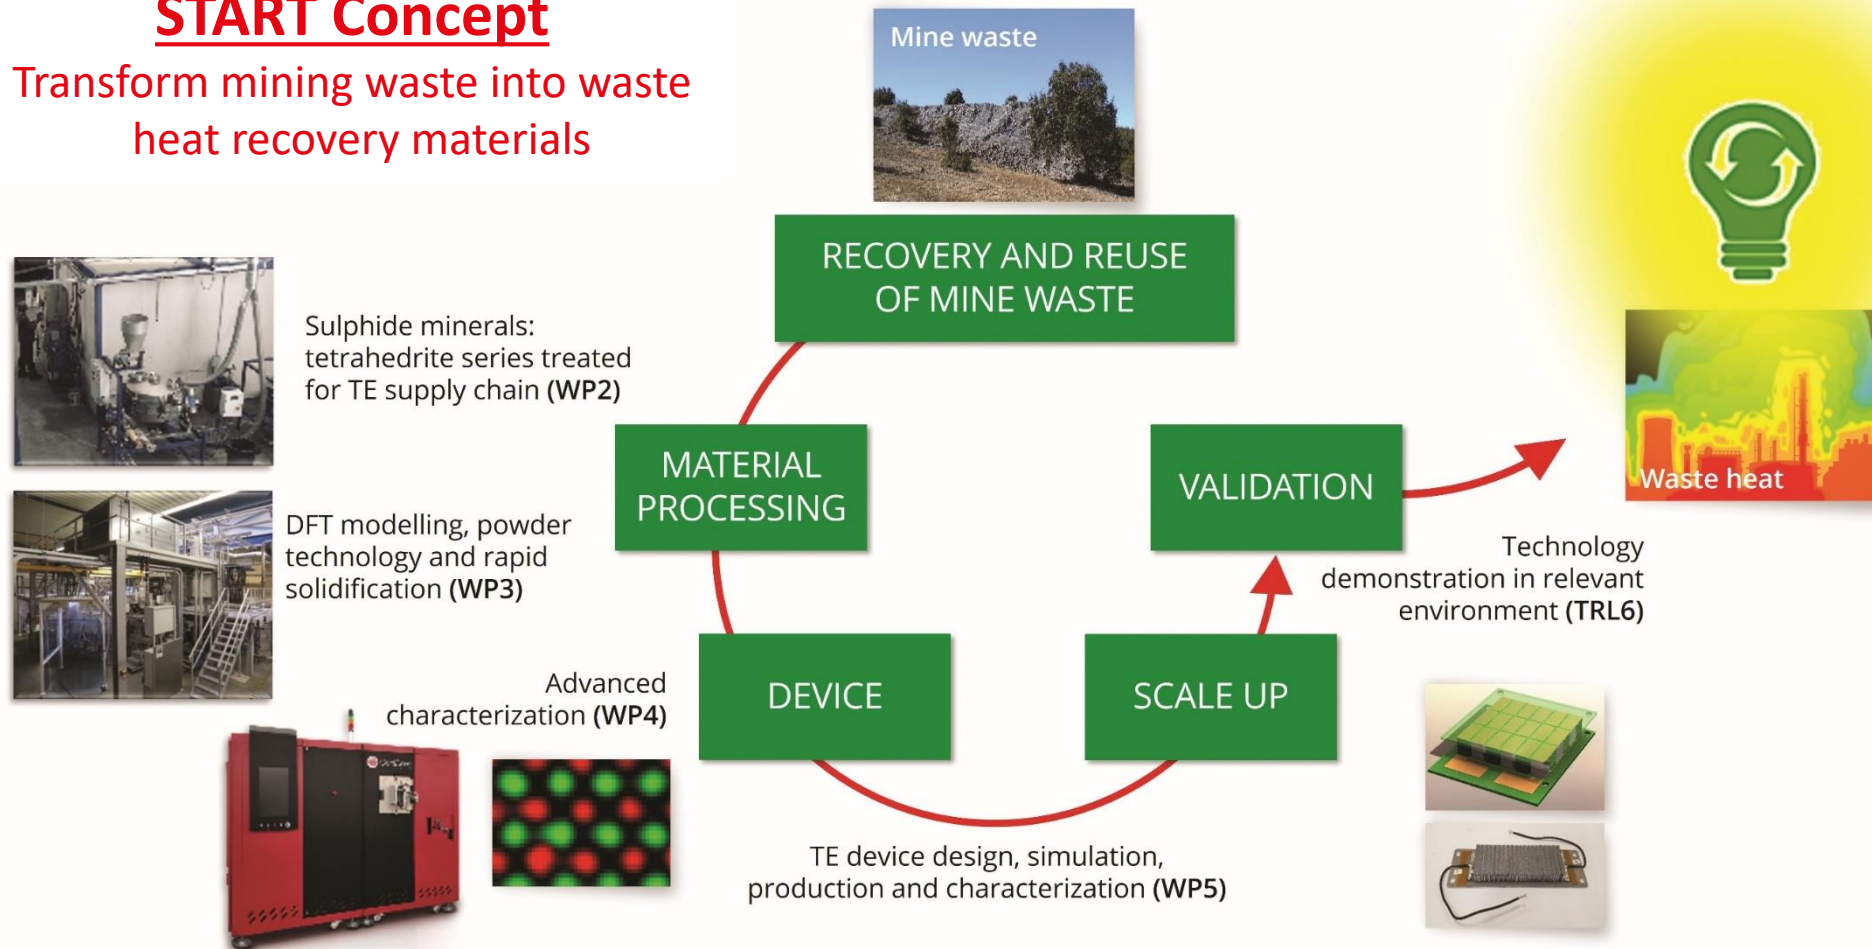 START Concept
Transform mining waste into waste
heat recovery materials
Mine waste
RECOVERY AND REUSE
OF MINE WASTE
Sulphide minerals:
tetrahedrite series treated
for TE supply chain (WP2)
MATERIAL
PROCESSING
VALIDATION
Waste heat
DFT modelling, powder
technology and rapid
solidification (WP3)
Technology
demonstration in relevant
environment (TRL6)
Advanced
characterization (WP4)
DEVICE
SCALE UP
TE device design, simulation,
production and characterization (WP5)